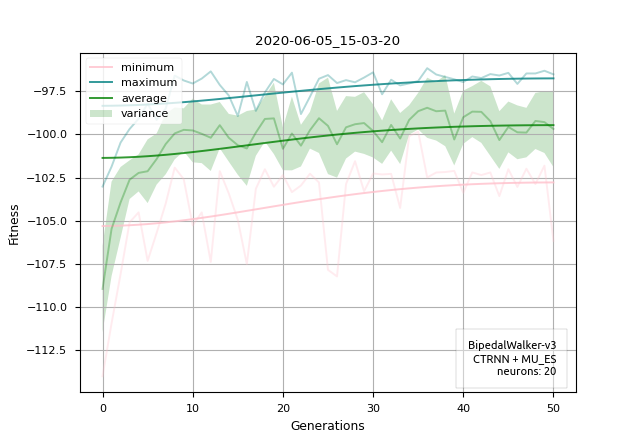 2020-06-05_15-03-20
minimum
maximum
average
variance
−97.5
−100.0
−102.5
−105.0
−107.5
−110.0
−112.5
Fitness
BipedalWalker-v3
CTRNN + MU_ES
neurons: 20
0
10
20
30
40
50
Generations